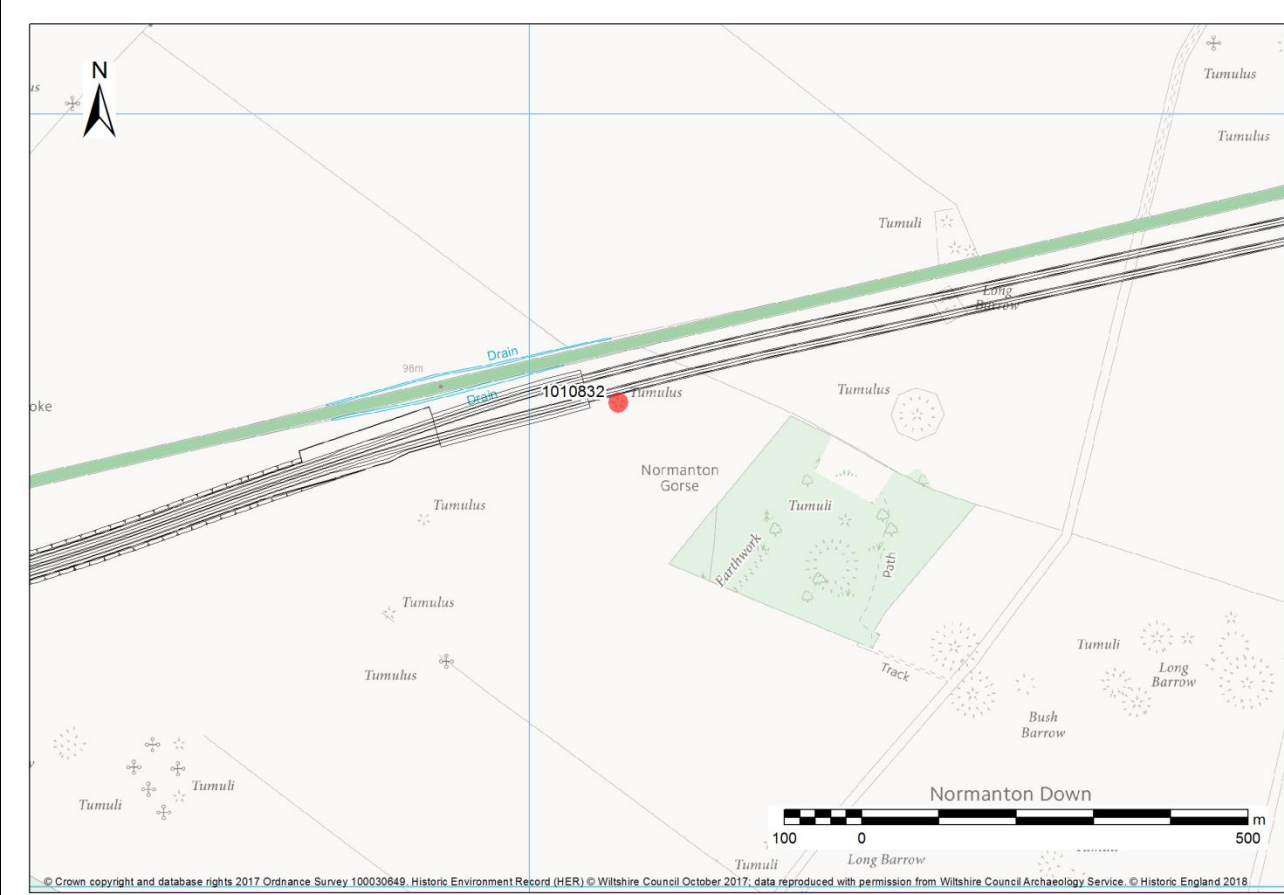 N
Tumulus
Tumulus
Tumuli
Long
Barrow
Drain
98m
Drain
1010832
Tumulus
Tumulus
oke
Normanton
Gorse
Tumulus
Tumuli
Earthwork
Path
Tumulus
Tumulus
Track
Tumuli
Long
Barrow
Bush
Barrow
Tumuli
Tumuli
Normanton Down
m
100 0 500
Tumuli
Long Barrow
© Crown copyright and database rights 2017 Ordnance Survey 100030649. Historic Environment Record (HER) © Wiltshire Council October 2017; data reproduced with permission from Wiltshire Council Archaeology Service. © Historic England 2018